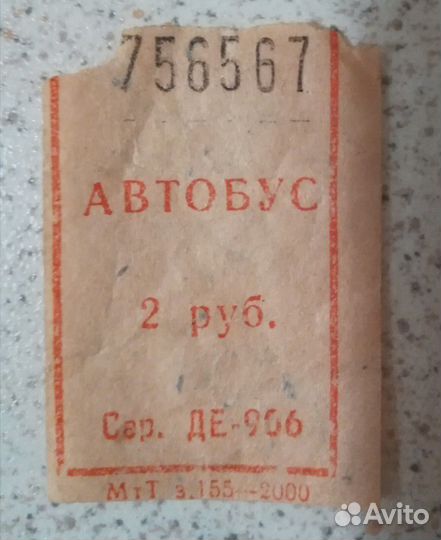 756567
АВТОБУС
2 руб.
Сер. ДЕ-906
МтТ з.155—2000
Avito